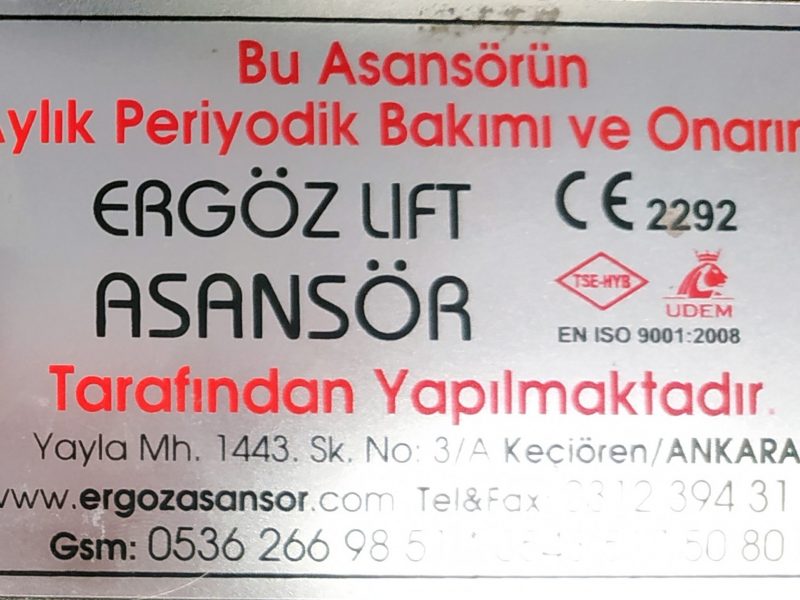 Bu Asansörün
Aylık Periyodik Bakımı ve Onarım
ERGÖZ LIFT
CE 2292
ASANSÖR
TSE-HYB
UDEM
EN ISO 9001:2008
Tarafından Yapılmaktadır.
Yayla Mh. 1443. Sk. No: 3/A Keçiören/ANKARA
www.ergozasansor.com Tel&Fax 0312 394 31
Gsm: 0536 266 98 50 80